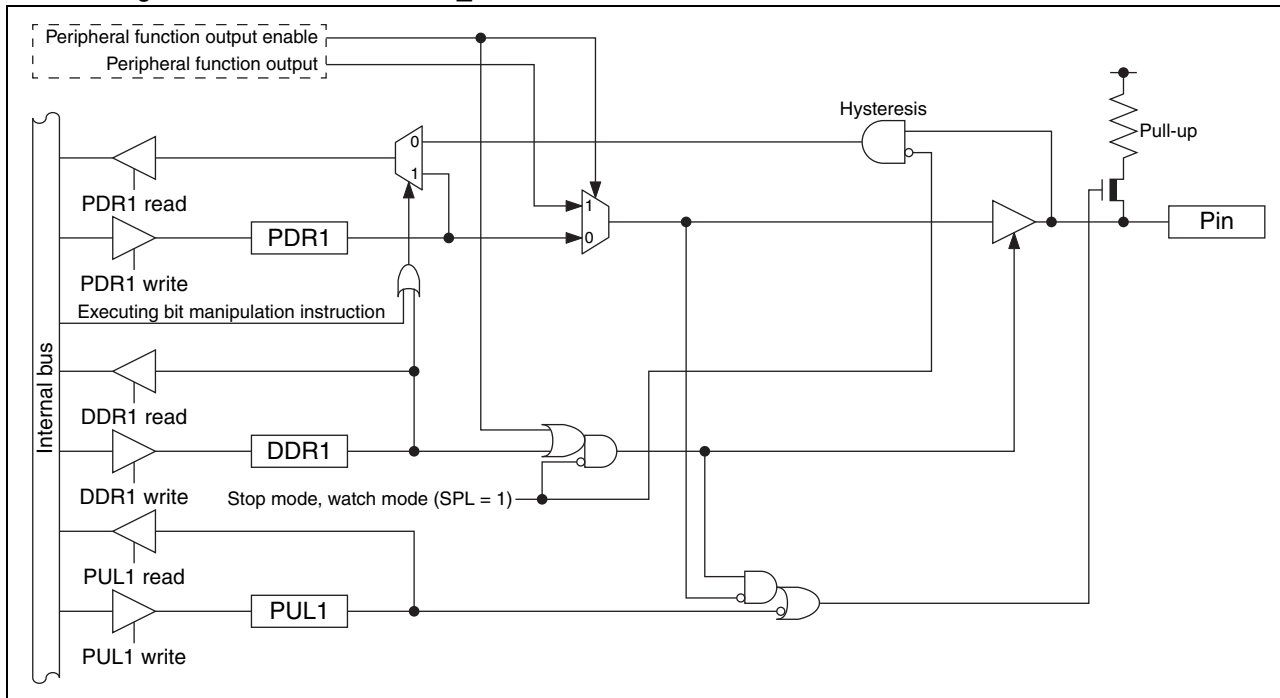 Peripheral function output enable
Peripheral function output
Hysteresis
Pull-up
0
1
PDR1 read
1
0
PDR1
Pin
PDR1 write
Executing bit manipulation instruction
Internal bus
DDR1 read
DDR1
DDR1 write
Stop mode, watch mode (SPL = 1)
PUL1 read
PUL1
PUL1 write